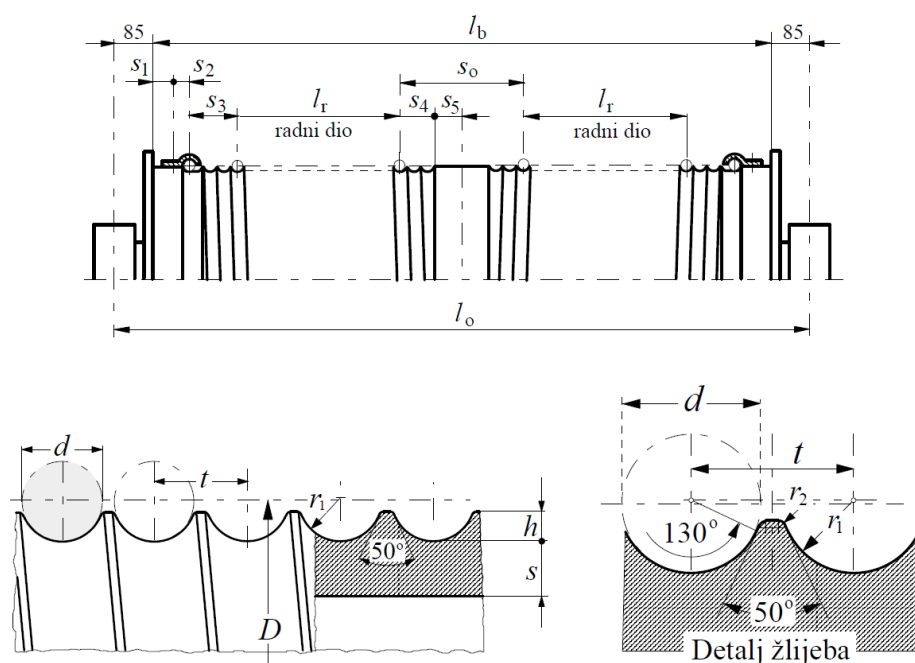 85
l_b
85
s_1
s_2
s_o
s_3
l_r
s_4
s_5
l_r
radni dio
radni dio
l_o
d
t
r_1
h
50°
s
D
d
t
r_2
r_1
130°
50°
Detalj žlijeba